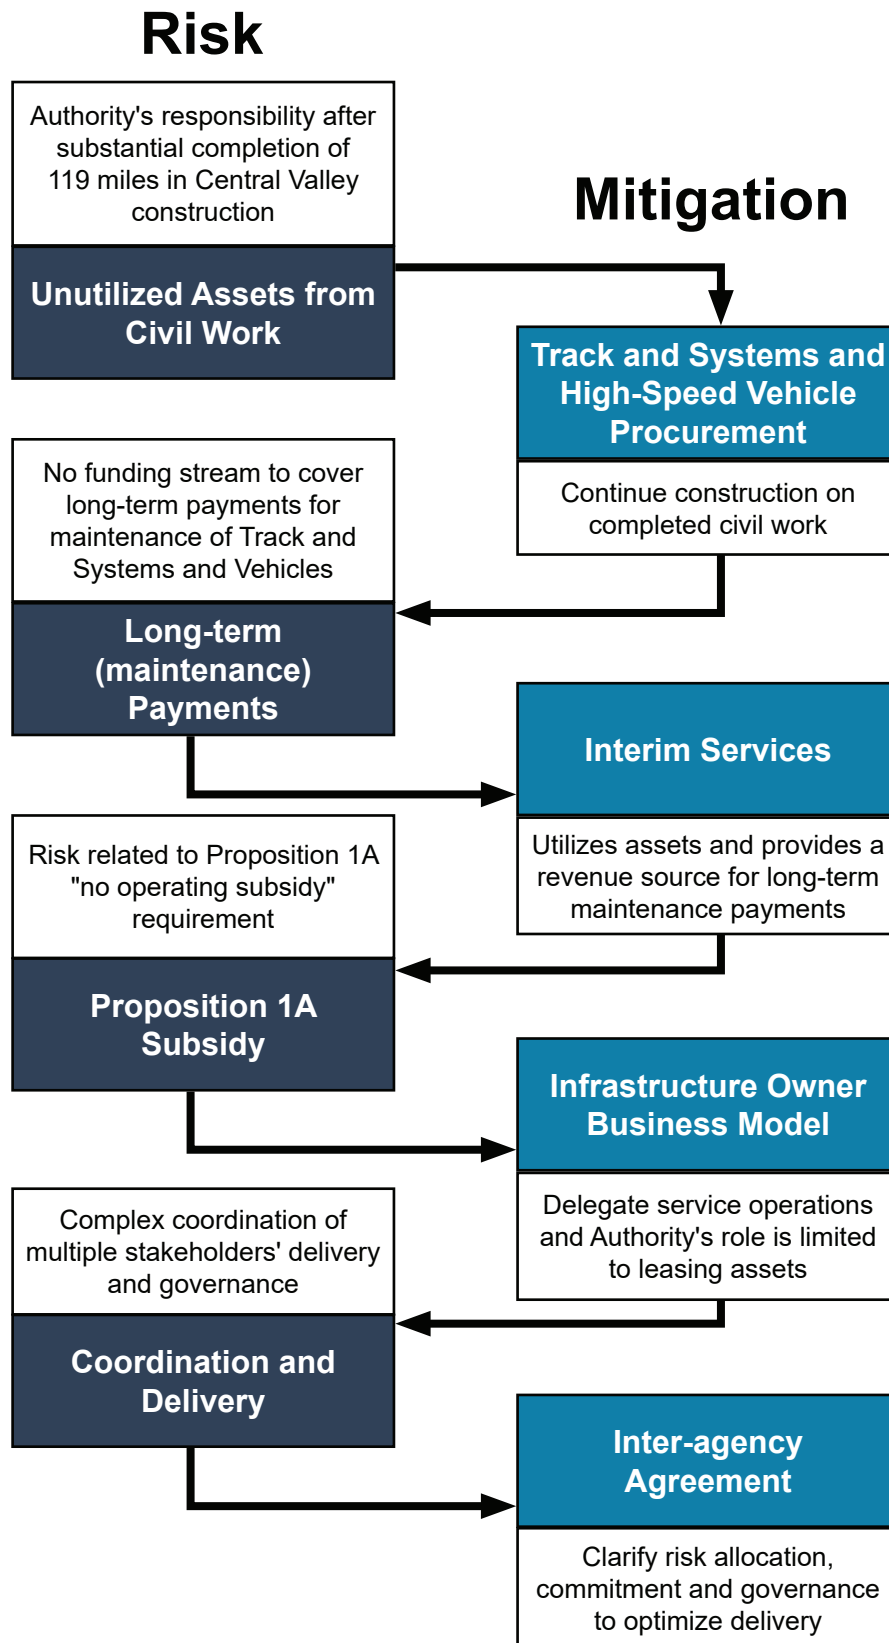 Risk
Authority's responsibility after
substantial completion of
119 miles in Central Valley
construction
Unutilized Assets from
Civil Work
Mitigation
Track and Systems and
High-Speed Vehicle
Procurement
Continue construction on
completed civil work
No funding stream to cover
long-term payments for
maintenance of Track and
Systems and Vehicles
Long-term
(maintenance)
Payments
Interim Services
Utilizes assets and provides a
revenue source for long-term
maintenance payments
Risk related to Proposition 1A
"no operating subsidy"
requirement
Proposition 1A
Subsidy
Infrastructure Owner
Business Model
Delegate service operations
and Authority's role is limited
to leasing assets
Complex coordination of
multiple stakeholders' delivery
and governance
Coordination and
Delivery
Inter-agency
Agreement
Clarify risk allocation,
commitment and governance
to optimize delivery